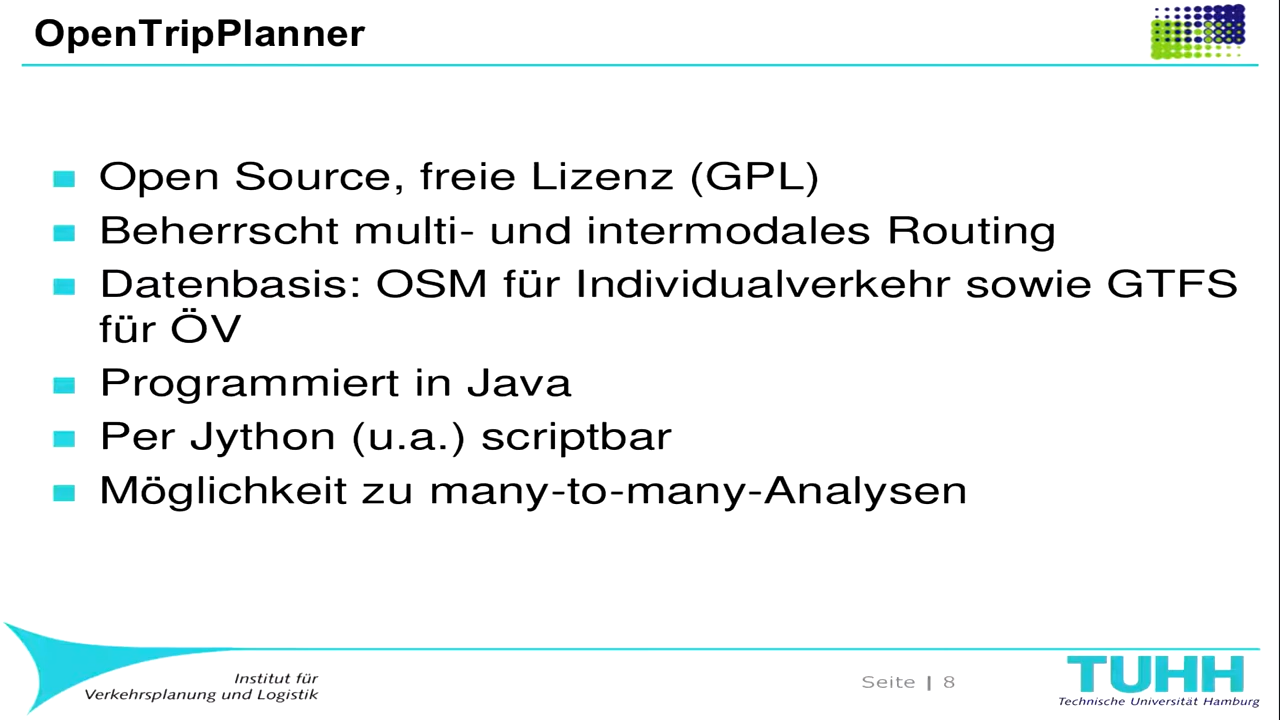 OpenTripPlanner
Open Source, freie Lizenz (GPL)
Beherrscht multi- und intermodales Routing
Datenbasis: OSM für Individualverkehr sowie GTFS
für ÖV
Programmiert in Java
Per Jython (u.a.) scriptbar
Möglichkeit zu many-to-many-Analysen
Institut für
Verkehrsplanung und Logistik
Seite | 8
TUHH
Technische Universität Hamburg